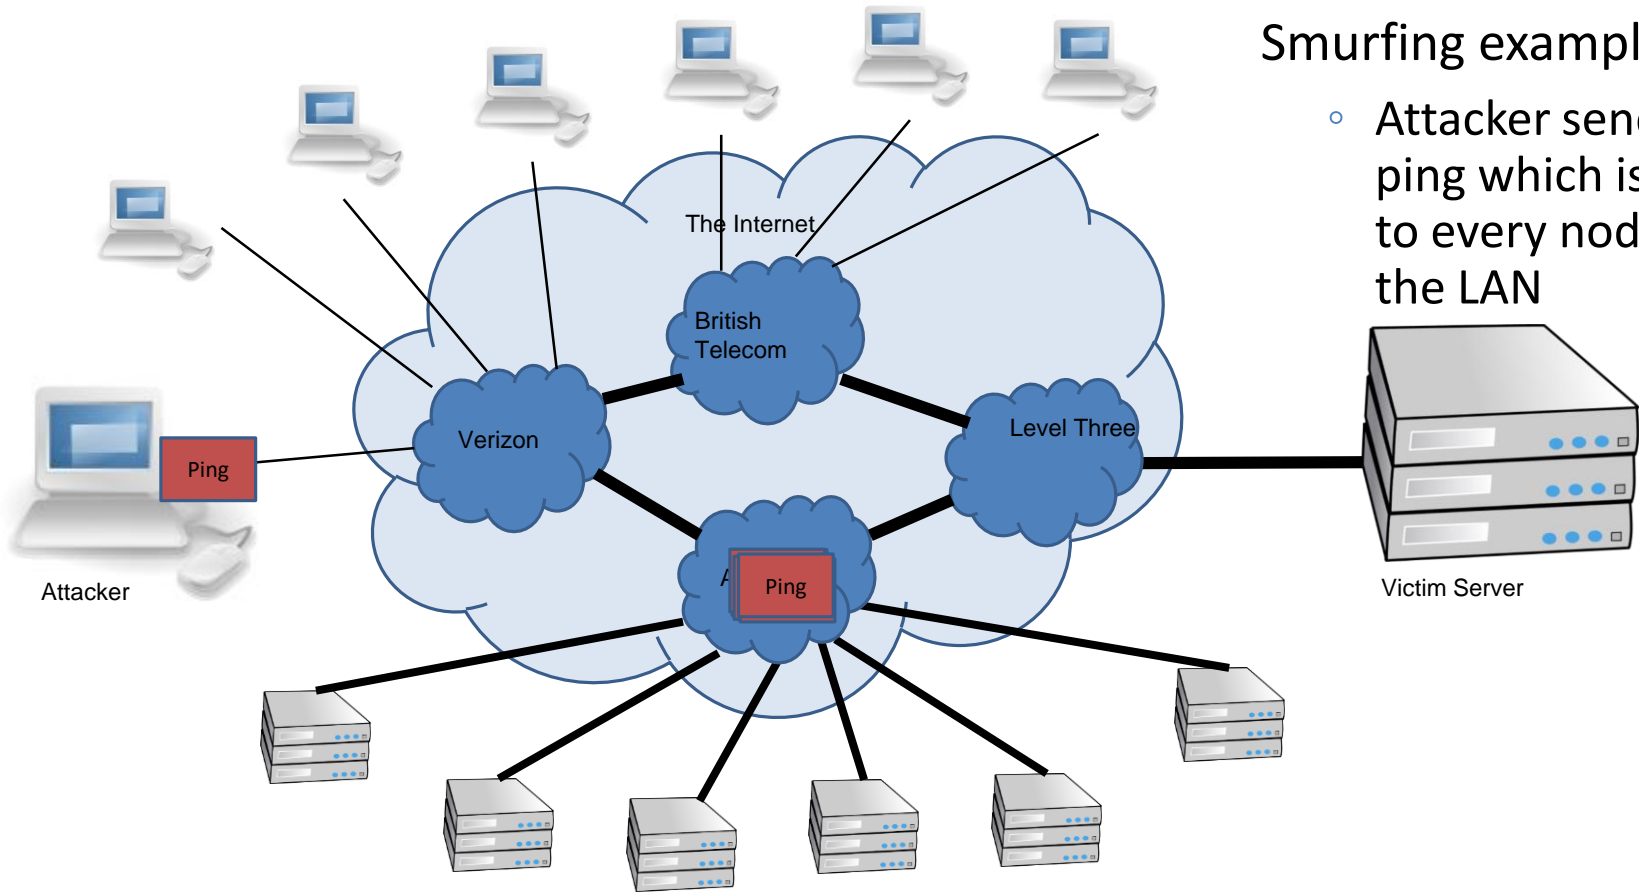 Smurfing exampl
Attacker send
ping which is
to every nod
the LAN
The Internet
British
Telecom
Verizon
Level Three
Ping
A
Ping
Attacker
Victim Server